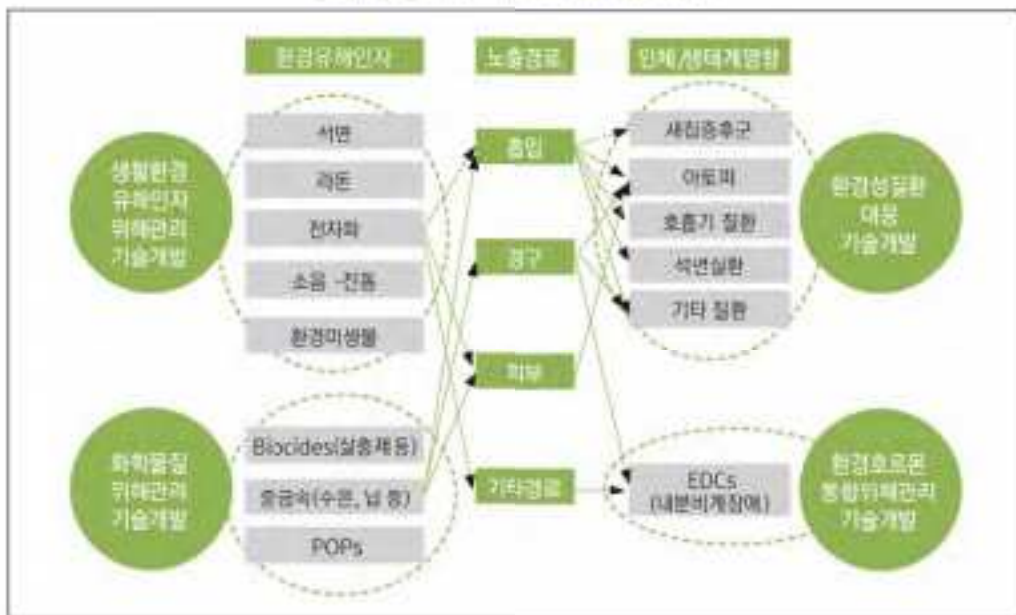 환경유해인자
노출경로
인체/생태계영향
생활환경
유해인자
위해관리
기술개발
석면
라돈
전자파
소음 -진동
환경미생물
흡입
경구
피부
기타경로
새집증후군
아토피
호흡기 질환
석면질환
기타 질환
환경성질환
대응
기술개발
화학물질
위해관리
기술개발
Biocides(살충제등)
중금속(수은, 납 등)
POPs
EDCs
(내분비계장애)
환경호르몬
통합위해관리
기술개발